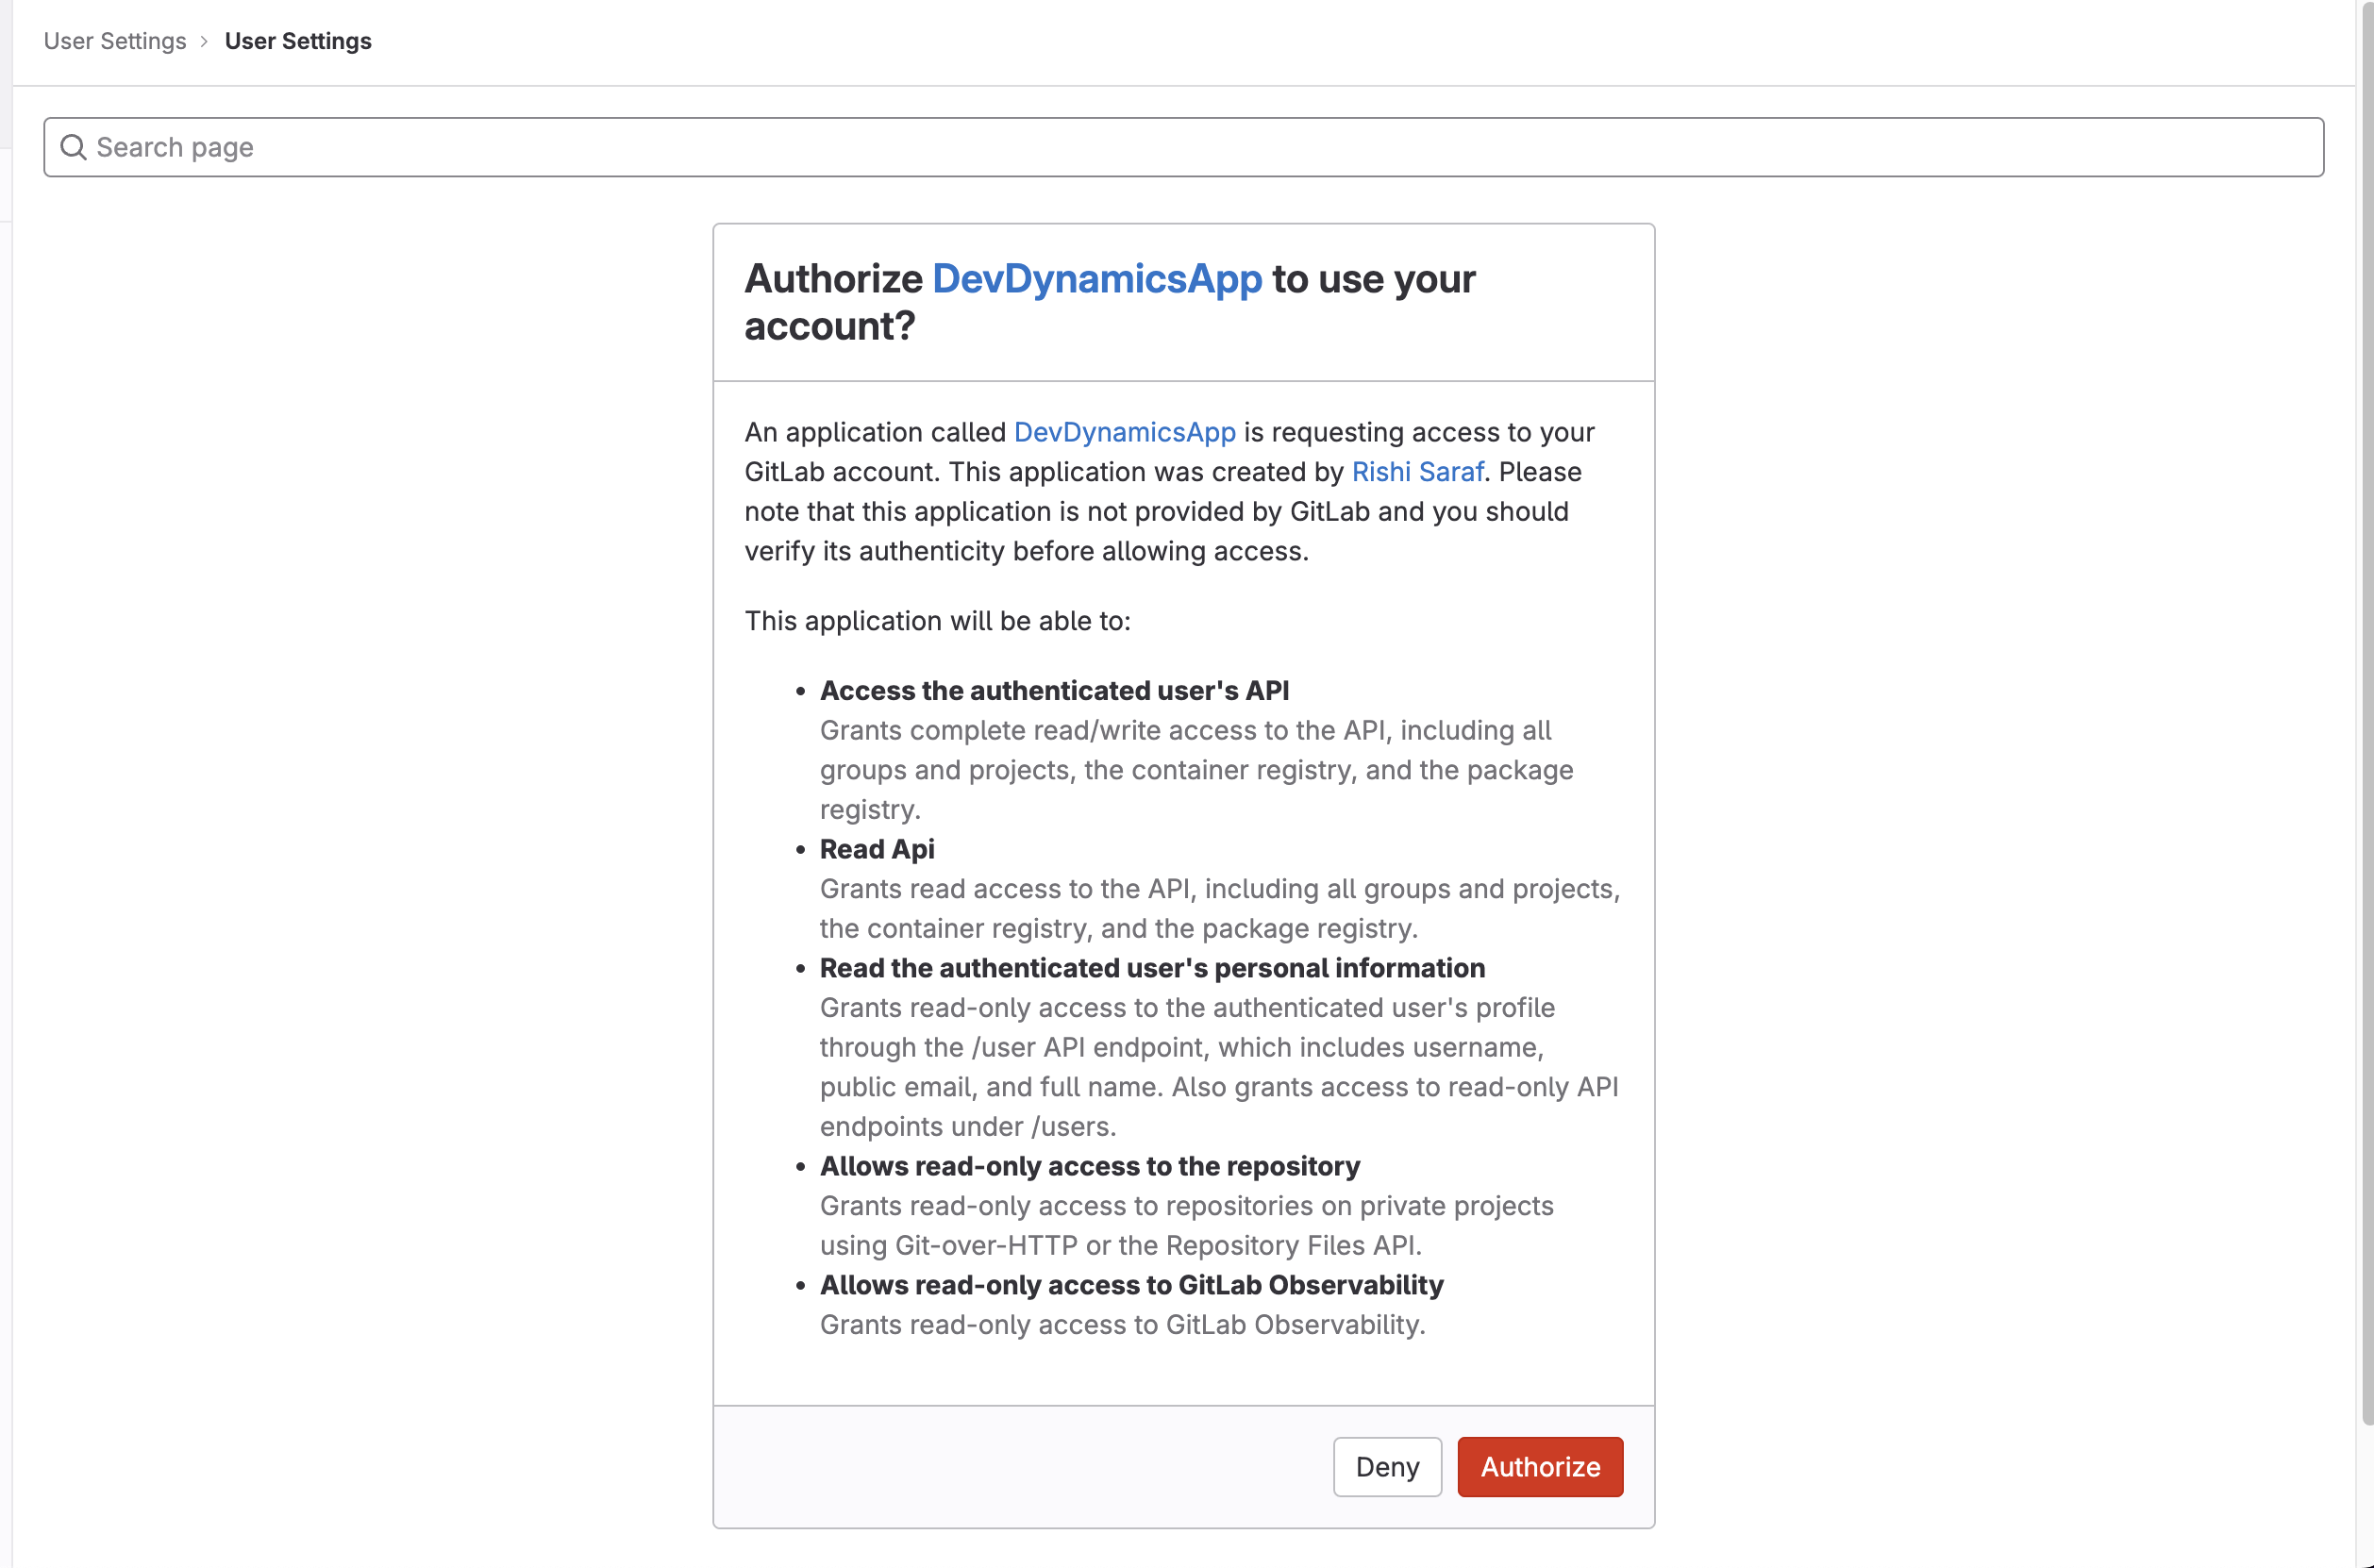 User Settings > User Settings
Search page
Authorize DevDynamicsApp to use your
account?
An application called DevDynamicsApp is requesting access to your
GitLab account. This application was created by Rishi Saraf. Please
note that this application is not provided by GitLab and you should
verify its authenticity before allowing access.
This application will be able to:
• Access the authenticated user's API
Grants complete read/write access to the API, including all
groups and projects, the container registry, and the package
registry.
• Read Api
Grants read access to the API, including all groups and projects,
the container registry, and the package registry.
• Read the authenticated user's personal information
Grants read-only access to the authenticated user's profile
through the /user API endpoint, which includes username,
public email, and full name. Also grants access to read-only API
endpoints under /users.
• Allows read-only access to the repository
Grants read-only access to repositories on private projects
using Git-over-HTTP or the Repository Files API.
• Allows read-only access to GitLab Observability
Grants read-only access to GitLab Observability.
Deny Authorize